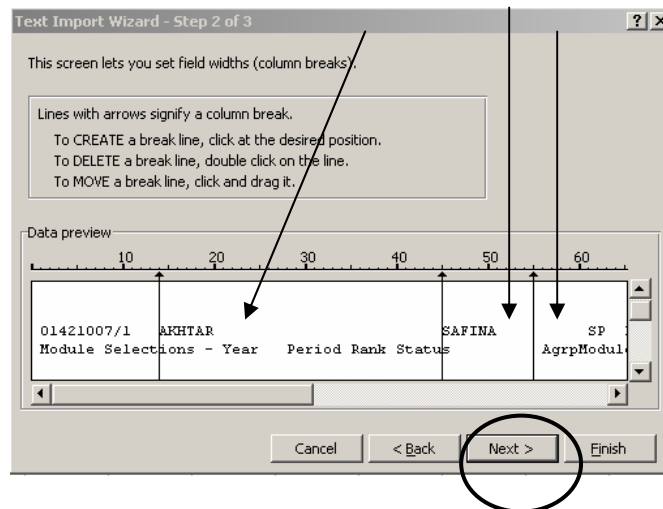 Text Import Wizard - Step 2 of 3
This screen lets you set field widths (column breaks).
Lines with arrows signify a column break.
To CREATE a break line, click at the desired position.
To DELETE a break line, double click on the line.
To MOVE a break line, click and drag it.
Data preview
10 20 30 40 50 60
01421007/1 AKHTAR SAFINA SP
Module Selections - Year Period Rank Status AgrpModul
Cancel < Back Next > Finish